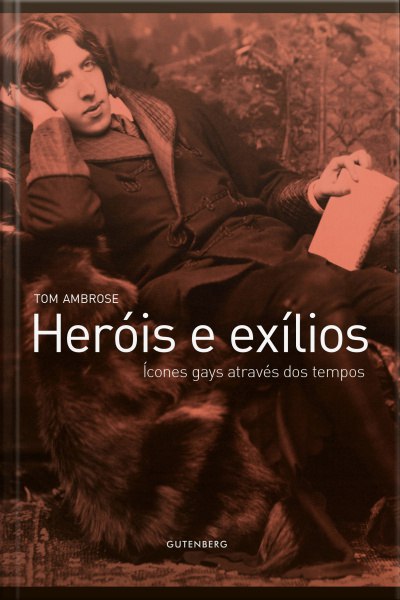 TOM AMBROSE
Heróis e exílios
Ícones gays através dos tempos
GUTENBERG